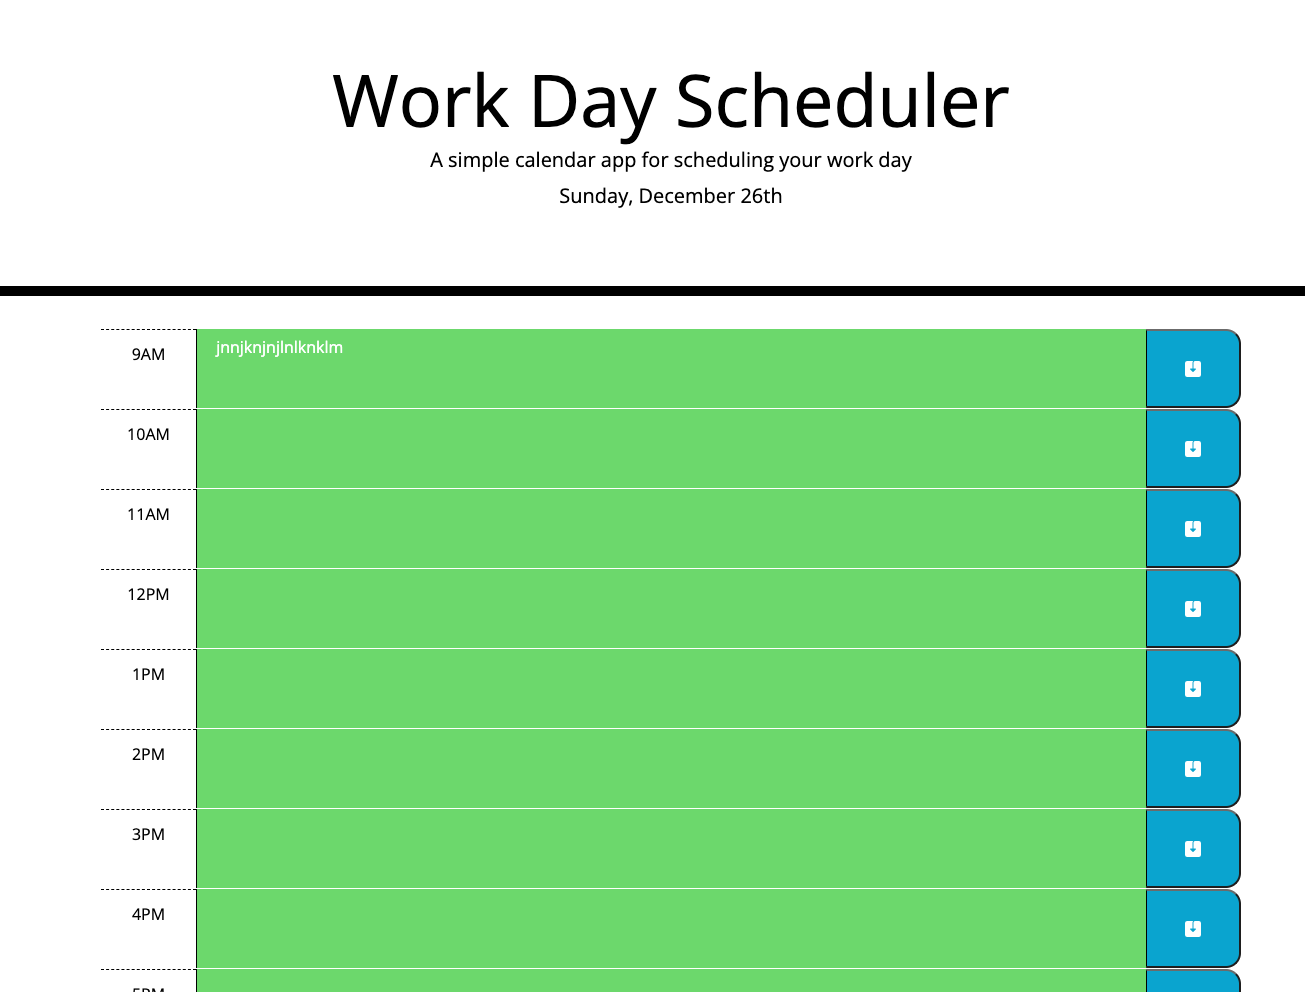 Work Day Scheduler
A simple calendar app for scheduling your work day
Sunday, December 26th
9AM
jnnjknjnjlnlknklm
10AM
11AM
12PM
1PM
2PM
3PM
4PM
5PM